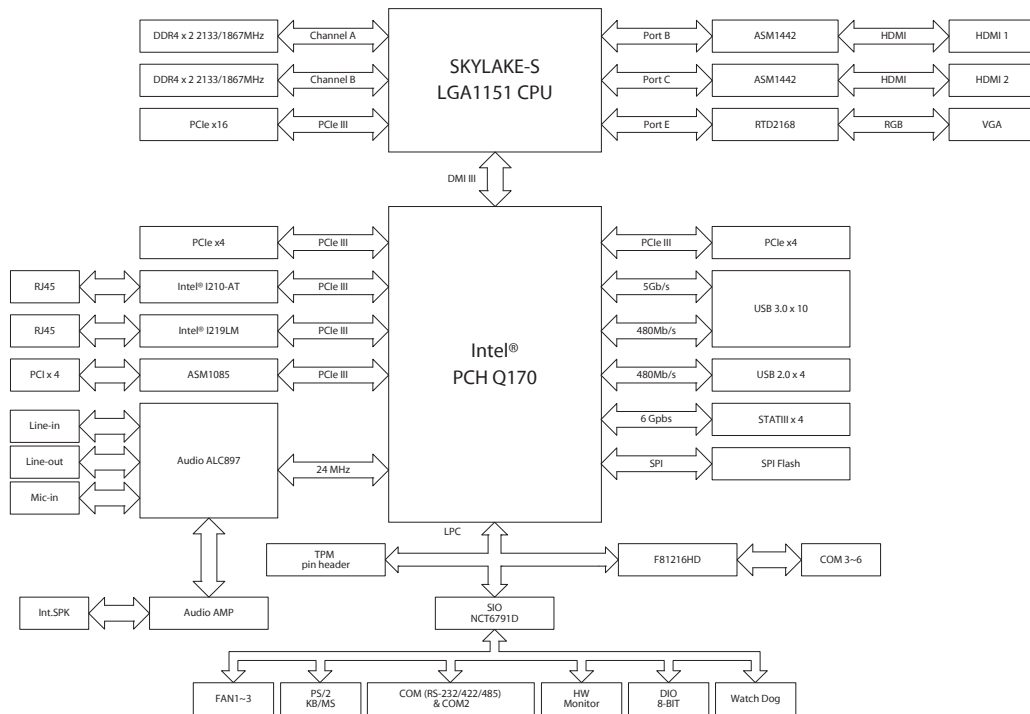 DDR4 x 2 2133/1867MHz
Channel A
SKYLAKE-S
LGA1151 CPU
Port B
ASM1442
HDMI
HDMI 1
DDR4 x 2 2133/1867MHz
Channel B
Port C
ASM1442
HDMI
HDMI 2
PCIe x16
PCIe III
Port E
RTD2168
RGB
VGA
DMI III
PCIe x4
PCIe III
Intel®
PCH Q170
PCIe III
PCIe x4
RJ45
Intel® I210-AT
PCIe III
5Gb/s
USB 3.0 x 10
RJ45
Intel® I219LM
PCIe III
480Mb/s
PCI x 4
ASM1085
PCIe III
480Mb/s
USB 2.0 x 4
Line-in
Line-out
Mic-in
Audio ALC897
24 MHz
6 Gpbs
STATIII x 4
SPI
SPI Flash
LPC
TPM
pin header
F81216HD
COM 3~6
Int.SPK
Audio AMP
SIO
NCT6791D
FAN1~3
PS/2
KB/MS
COM (RS-232/422/485)
& COM2
HW
Monitor
DIO
8-BIT
Watch Dog